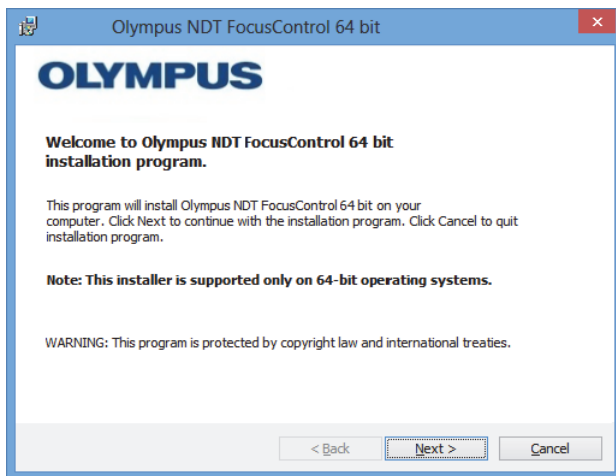 Olympus NDT FocusControl 64 bit
OLYMPUS
Welcome to Olympus NDT FocusControl 64 bit
installation program.
This program will install Olympus NDT FocusControl 64 bit on your
computer. Click Next to continue with the installation program. Click Cancel to quit
installation program.
Note: This installer is supported only on 64-bit operating systems.
WARNING: This program is protected by copyright law and international treaties.
< Back Next > Cancel